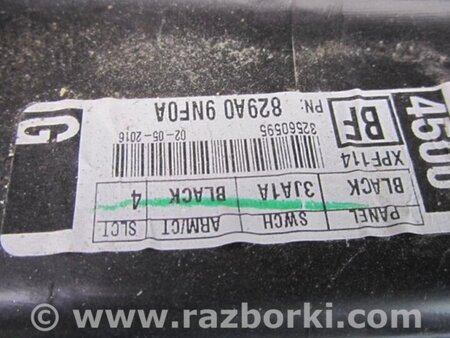 4500
BF
XPF114
PN: 829A0 9NF0A
32560595
02-05-2016
G
PANEL SWCH ARM/CT SLCT
BLACK 3JA1A BLACK 4
www.razborki.com